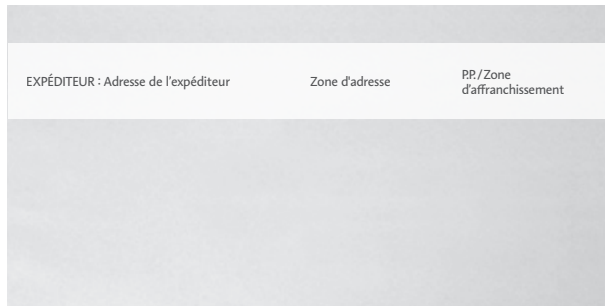 EXPÉDITEUR : Adresse de l'expéditeur
Zone d'adresse
P.P./Zone
d'affranchissement